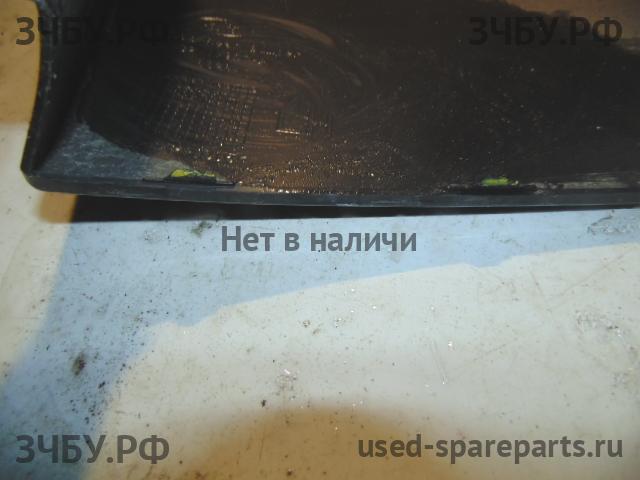 ЗЧБУ.РФ ЗЧБУ.РФ
Нет в наличи
ЗЧБУ.РФ used-spareparts.ru